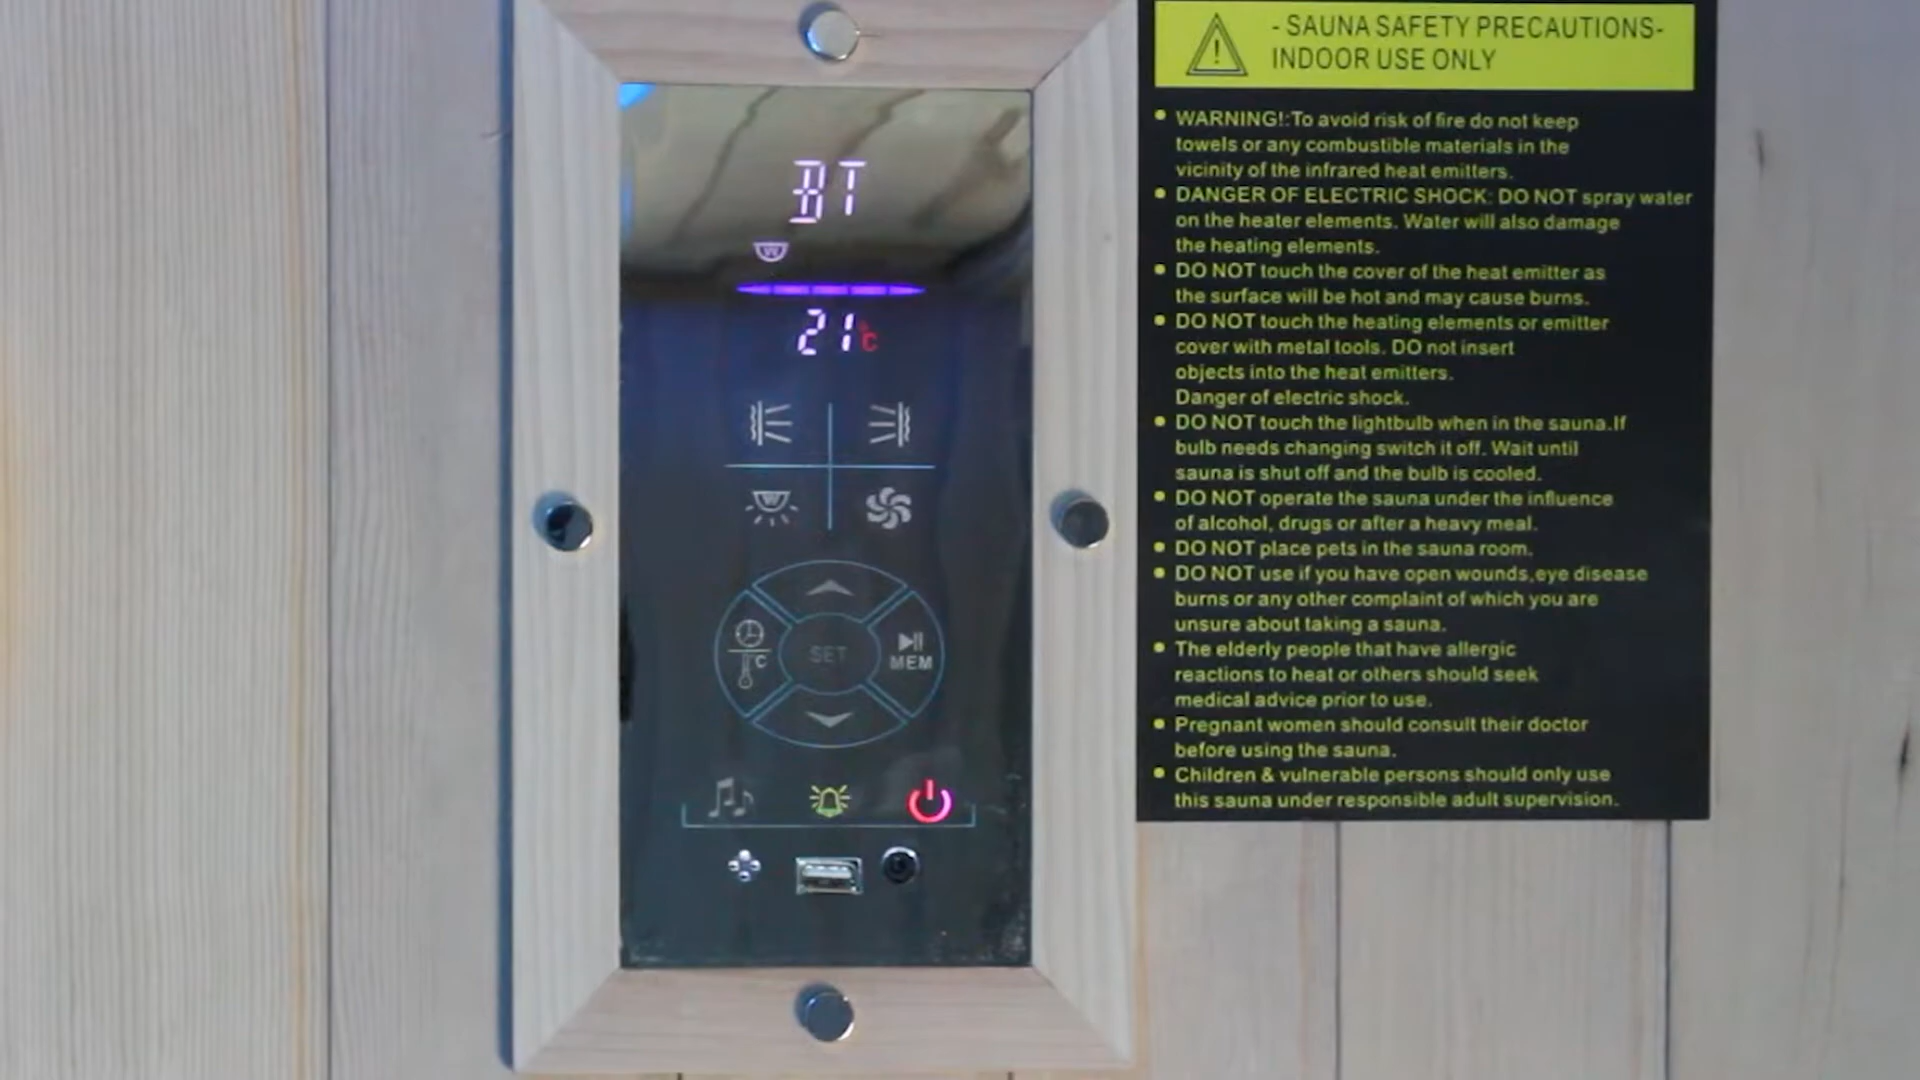 BT
W
21°C
W
°C
SET
MEM
- SAUNA SAFETY PRECAUTIONS-
INDOOR USE ONLY
WARNING!:To avoid risk of fire do not keep
towels or any combustible materials in the
vicinity of the infrared heat emitters.
DANGER OF ELECTRIC SHOCK: DO NOT spray water
on the heater elements. Water will also damage
the heating elements.
DO NOT touch the cover of the heat emitter as
the surface will be hot and may cause burns.
DO NOT touch the heating elements or emitter
cover with metal tools. DO not insert
objects into the heat emitters.
Danger of electric shock.
DO NOT touch the lightbulb when in the sauna.If
bulb needs changing switch it off. Wait until
sauna is shut off and the bulb is cooled.
DO NOT operate the sauna under the influence
of alcohol, drugs or after a heavy meal.
DO NOT place pets in the sauna room.
DO NOT use if you have open wounds,eye disease
burns or any other complaint of which you are
unsure about taking a sauna.
The elderly people that have allergic
reactions to heat or others should seek
medical advice prior to use.
Pregnant women should consult their doctor
before using the sauna.
Children & vulnerable persons should only use
this sauna under responsible adult supervision.